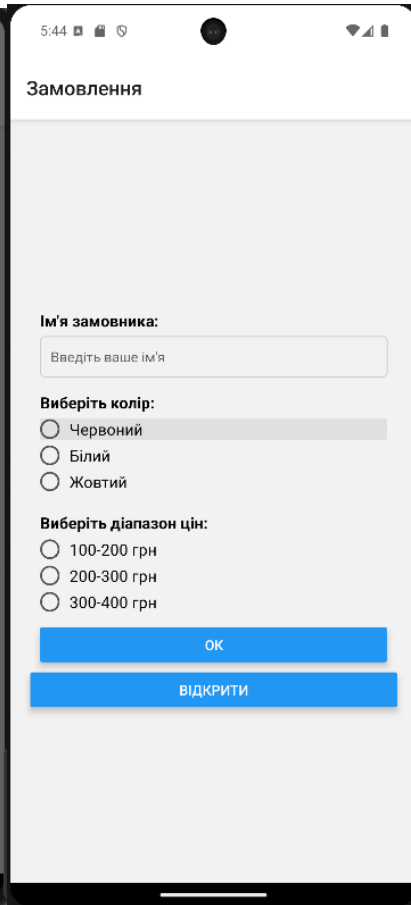 5:44
Замовлення
Ім'я замовника:
Введіть ваше ім'я
Виберіть колір:
Червоний
Білий
Жовтий
Виберіть діапазон цін:
100-200 грн
200-300 грн
300-400 грн
ОК
ВІДКРИТИ